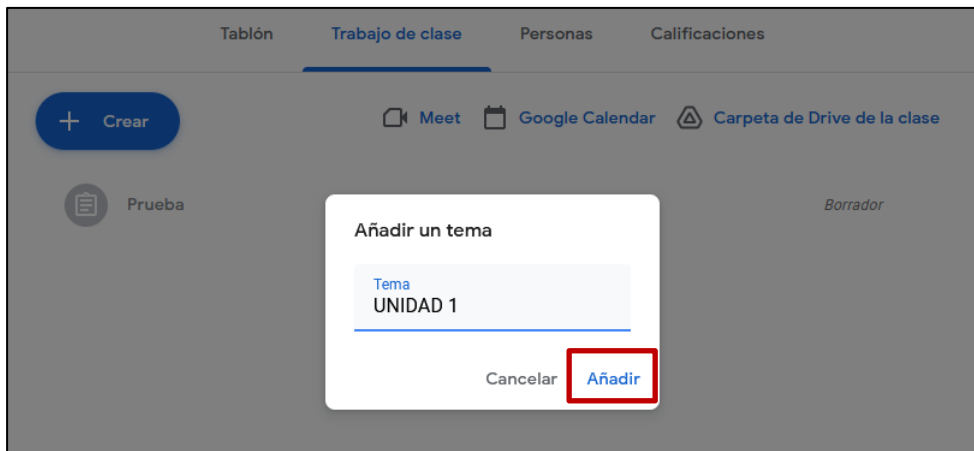 Tablón Trabajo de clase Personas Calificaciones
Crear Meet Google Calendar Carpeta de Drive de la clase
Prueba Borrador
Añadir un tema
Tema
UNIDAD 1
Cancelar Añadir